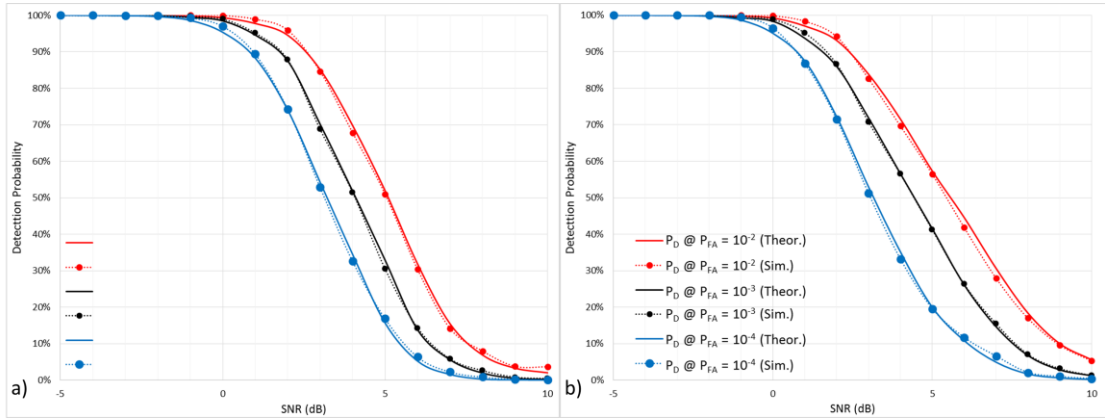 100%
90%
80%
70%
60%
50%
40%
30%
20%
10%
0%
Detecttion Probability
a)
-5
0
5
10
SNR (dB)
100%
90%
80%
70%
60%
50%
40%
30%
20%
10%
0%
Detecttion Probability
P_D @ P_FA = 10^-2 (Theor.)
P_D @ P_FA = 10^-2 (Sim.)
P_D @ P_FA = 10^-3 (Theor.)
P_D @ P_FA = 10^-3 (Sim.)
P_D @ P_FA = 10^-4 (Theor.)
P_D @ P_FA = 10^-4 (Sim.)
b)
-5
0
5
10
SNR (dB)